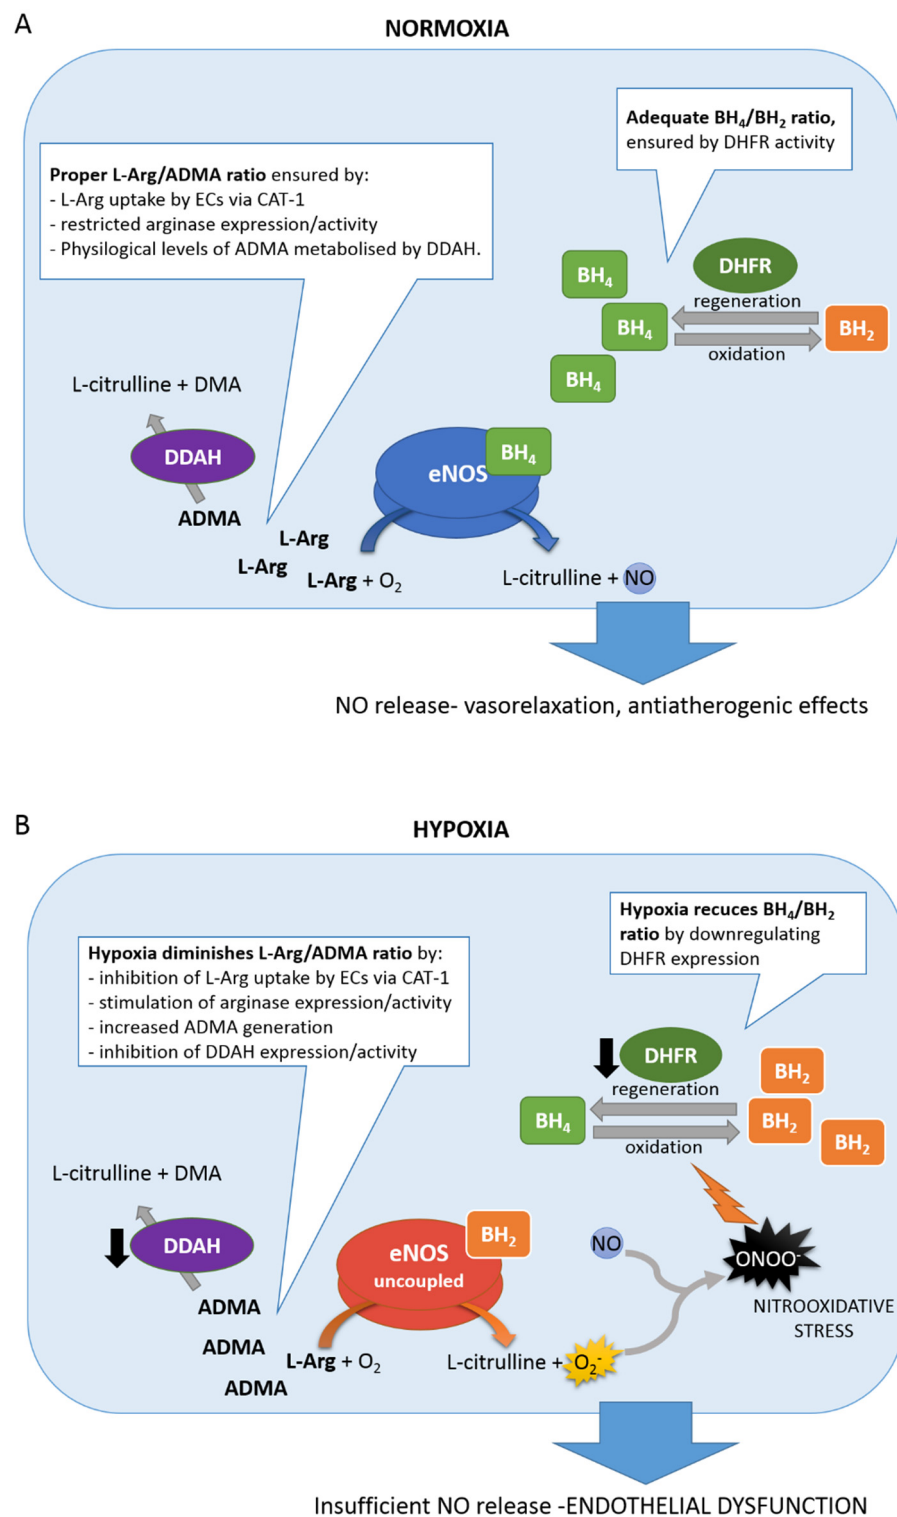 A
NORMOXIA
Adequate BH₄/BH₂ ratio,
ensured by DHFR activity
Proper L-Arg/ADMA ratio ensured by:
- L-Arg uptake by ECs via CAT-1
- restricted arginase expression/activity
- Physilogical levels of ADMA metabolised by DDAH.
BH₄
DHFR
regeneration
BH₄
BH₂
oxidation
BH₄
L-citrulline + DMA
DDAH
BH₄
eNOS
ADMA
L-Arg
L-Arg
L-Arg + O₂
L-citrulline + NO
NO release- vasorelaxation, antiatherogenic effects
B
HYPOXIA
Hypoxia recuces BH₄/BH₂
ratio by downregulating
DHFR expression
Hypoxia diminishes L-Arg/ADMA ratio by:
- inhibition of L-Arg uptake by ECs via CAT-1
- stimulation of arginase expression/activity
- increased ADMA generation
- inhibition of DDAH expression/activity
DHFR
BH₂
regeneration
BH₄
BH₂
BH₂
oxidation
L-citrulline + DMA
DDAH
BH₂
eNOS
uncoupled
NO
ONOO⁻
NITROOXIDATIVE
STRESS
ADMA
ADMA
L-Arg + O₂
L-citrulline + O₂⁻
ADMA
Insufficient NO release -ENDOTHELIAL DYSFUNCTION